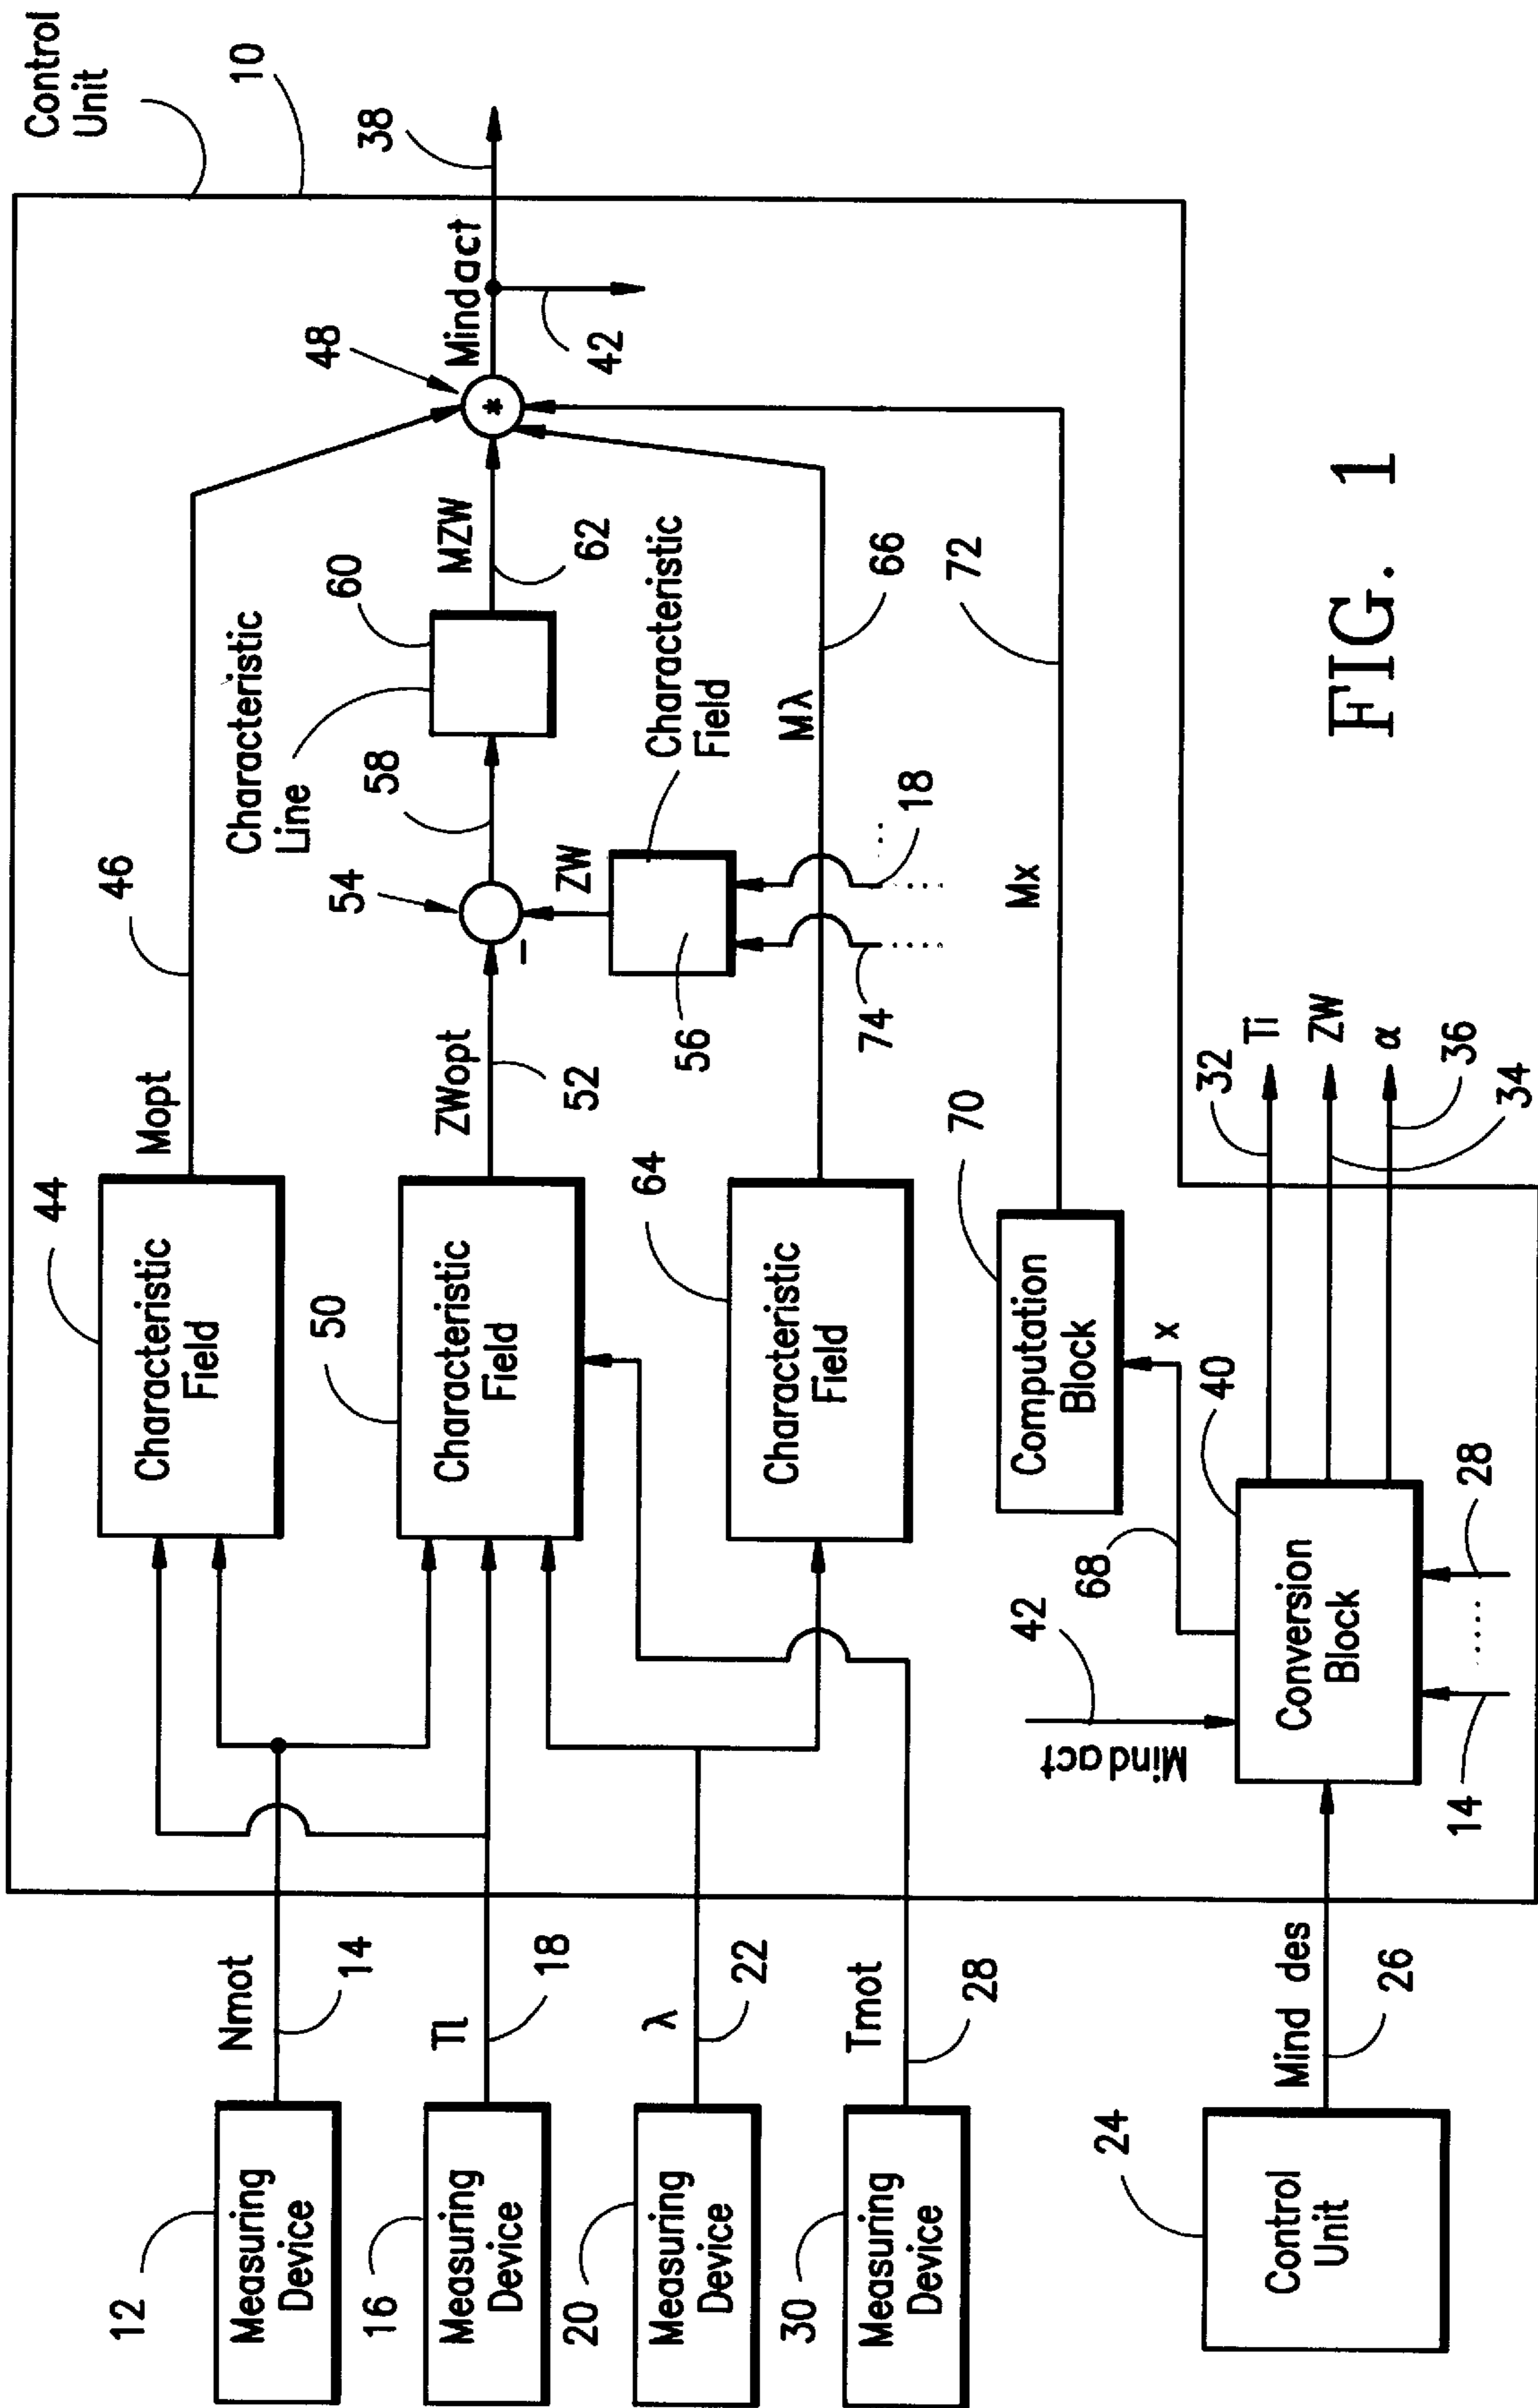 Control
Unit
10
38
Mind act
42
48
46
Mopt
44
Characteristic
Field
Characteristic
Line
60
MZW
62
58
54
ZW
Characteristic
Field
56
18
74
ZWopt
52
50
Characteristic
Field
Mλ
66
64
Characteristic
Field
Mx
72
70
Computation
Block
x
68
40
Conversion
Block
42
Mind act
14
28
32
Ti
ZW
34
α
36
12
Measuring
Device
Nmot
14
16
Measuring
Device
Tl
18
20
Measuring
Device
λ
22
30
Measuring
Device
Tmot
28
24
Control
Unit
Mind des
26
*
−
FIG. 1